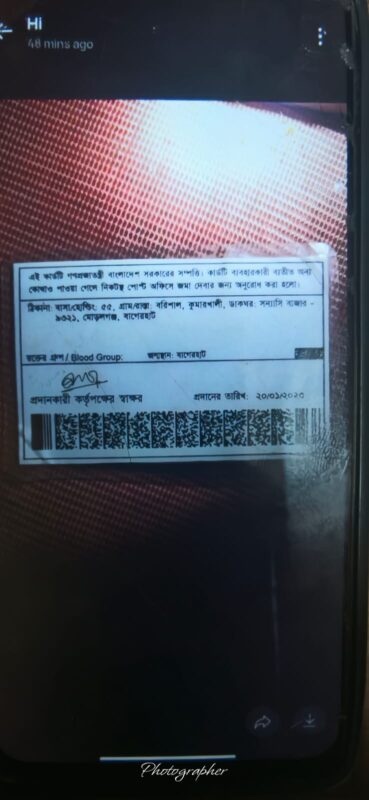 Hi
48 mins ago
এই কার্ডটি গণপ্রজাতন্ত্রী বাংলাদেশ সরকারের সম্পত্তি। কার্ডটি ব্যবহারকারী ব্যতীত অন্য
কোথাও পাওয়া গেলে নিকটস্থ পোস্ট অফিসে জমা দেবার জন্য অনুরোধ করা হলো।
ঠিকানা: বাসা/হোল্ডিং: ৫৫, গ্রাম/রাস্তা: বরিশাল, কুমারখালী, ডাকঘর: সন্যাসি বাজার -
৯৩২১, মোড়লগঞ্জ, বাগেরহাট
রক্তের গ্রুপ / Blood Group: জন্মস্থান: বাগেরহাট
প্রদানকারী কর্তৃপক্ষের স্বাক্ষর প্রদানের তারিখ: ২০/০১/২০২৩
Photographer